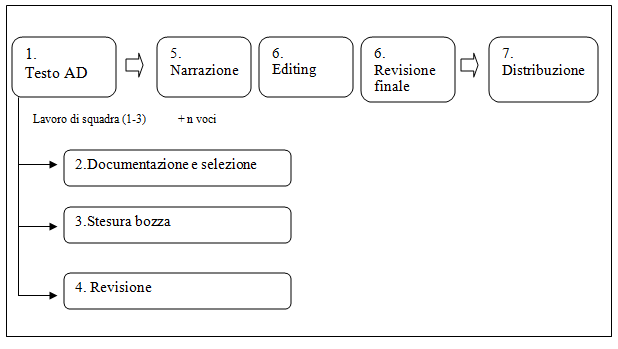 1.
Testo AD
5.
Narrazione
6.
Editing
6.
Revisione
finale
7.
Distribuzione
Lavoro di squadra (1-3)
+ n voci
2.Documentazione e selezione
3.Stesura bozza
4. Revisione